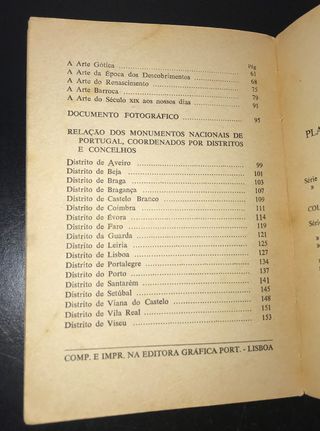 Pág
A Arte Gótica 61
A Arte da Época dos Descobrimentos 68
A Arte do Renascimento 75
A Arte Barroca 79
A Arte do Século XIX aos nossos dias 91
DOCUMENTO FOTOGRÁFICO 95
RELAÇÃO DOS MONUMENTOS NACIONAIS DE
PORTUGAL, COORDENADOS POR DISTRITOS
E CONCELHOS
Distrito de Aveiro 99
Distrito de Beja 101
Distrito de Braga 103
Distrito de Bragança 107
Distrito de Castelo Branco 109
Distrito de Coimbra 111
Distrito de Évora 114
Distrito de Faro 119
Distrito da Guarda 121
Distrito de Leiria 125
Distrito de Lisboa 127
Distrito de Portalegre 134
Distrito do Porto 137
Distrito de Santarém 141
Distrito de Setúbal 145
Distrito de Viana do Castelo 148
Distrito de Vila Real 151
Distrito de Viseu 153
COMP. E IMPR. NA EDITORA GRÁFICA PORT. - LISBOA
PLA
Série
»
COL
Série
»
»